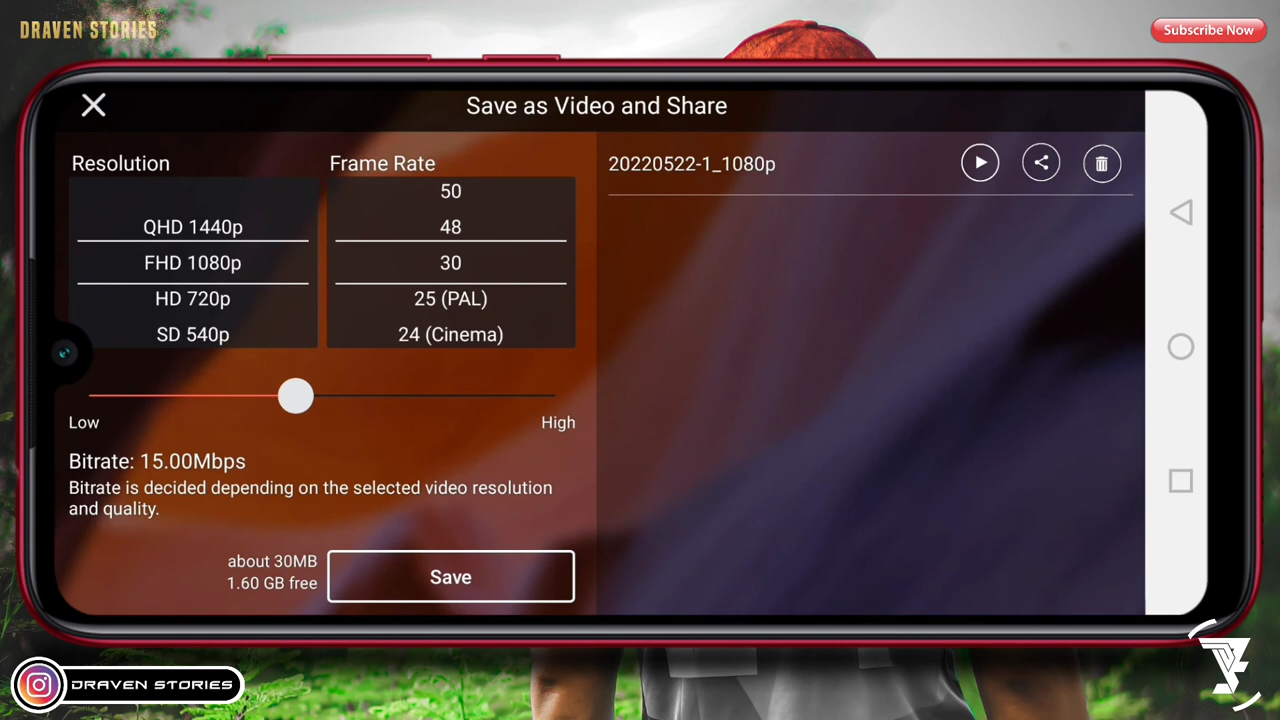 DRAVEN STORIES
Subscribe Now
Save as Video and Share
Resolution
Frame Rate
QHD 1440p
FHD 1080p
HD 720p
SD 540p
50
48
30
25 (PAL)
24 (Cinema)
20220522-1_1080p
Low
High
Bitrate: 15.00Mbps
Bitrate is decided depending on the selected video resolution
and quality.
about 30MB
1.60 GB free
Save
DRAVEN STORIES